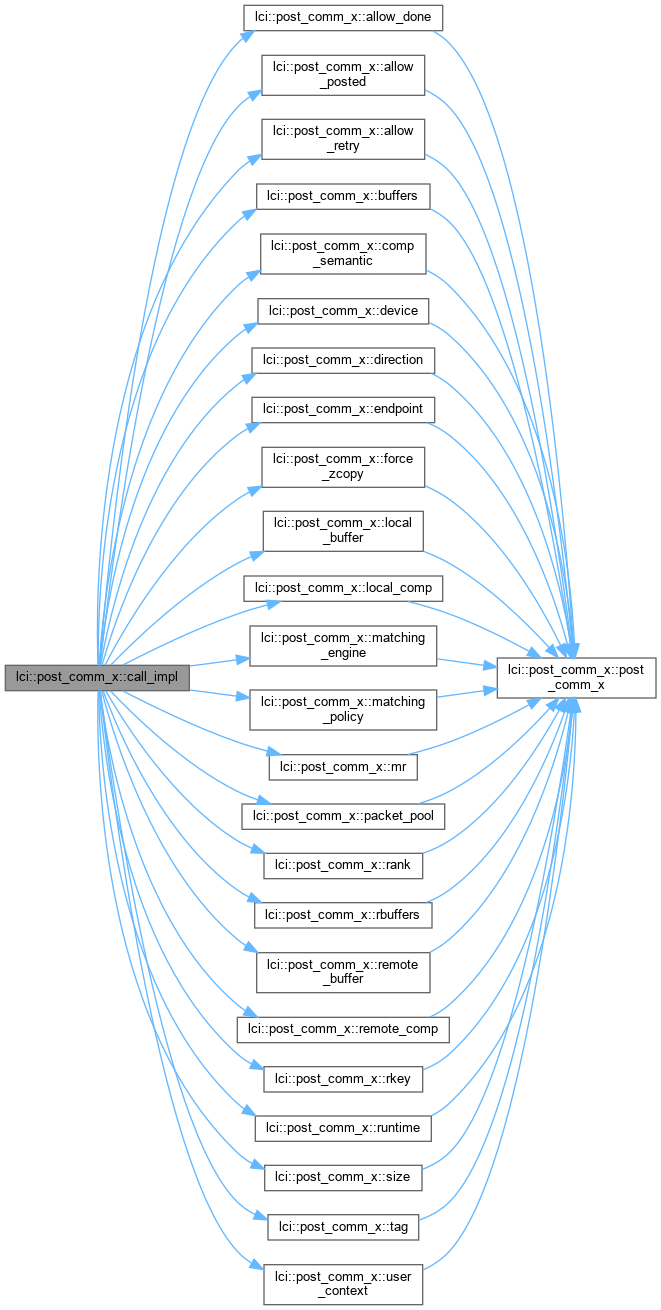 lci::post_comm_x::allow_done
lci::post_comm_x::allow
_posted
lci::post_comm_x::allow
_retry
lci::post_comm_x::buffers
lci::post_comm_x::comp
_semantic
lci::post_comm_x::device
lci::post_comm_x::direction
lci::post_comm_x::endpoint
lci::post_comm_x::force
_zcopy
lci::post_comm_x::local
_buffer
lci::post_comm_x::local_comp
lci::post_comm_x::matching
_engine
lci::post_comm_x::call_impl
lci::post_comm_x::post
_comm_x
lci::post_comm_x::matching
_policy
lci::post_comm_x::mr
lci::post_comm_x::packet_pool
lci::post_comm_x::rank
lci::post_comm_x::rbuffers
lci::post_comm_x::remote
_buffer
lci::post_comm_x::remote_comp
lci::post_comm_x::rkey
lci::post_comm_x::runtime
lci::post_comm_x::size
lci::post_comm_x::tag
lci::post_comm_x::user
_context